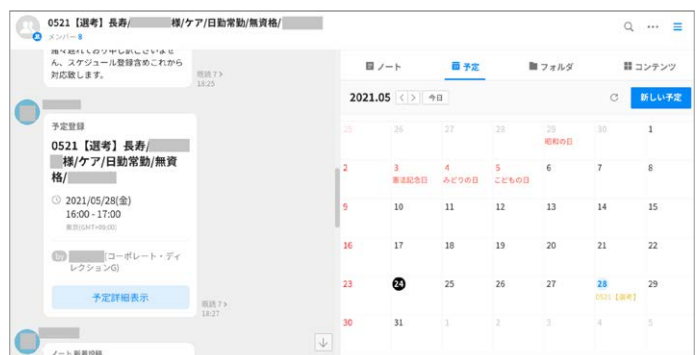 0521【選考】長寿/ 様/ケア/日勤常勤/無資格/
メンバー 8
ん、スケジュール登録含めこれから
対応致します。
既読 7
18:25
予定登録
0521【選考】長寿/
様/ケア/日勤常勤/無資
格/
2021/05/28(金)
16:00 - 17:00
東京(GMT+09:00)
by (コーポレート・ディ
レクションG)
予定詳細表示
既読 7
18:27
ノート新着投稿
ノート 予定 フォルダ コンテンツ
2021.05 < > 今日 新しい予定
25 26 27 28 29 30 1
昭和の日
2 3 4 5 6 7 8
憲法記念日 みどりの日 こどもの日
9 10 11 12 13 14 15
16 17 18 19 20 21 22
23 24 25 26 27 28 29
0521【選考】
30 31 1 2 3 4 5